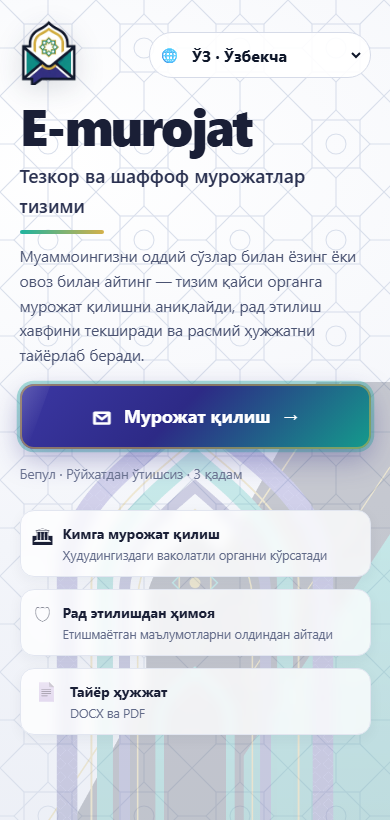 ЎЗ · Ўзбекча
E-murojat
Тезкор ва шаффоф мурожатлар
тизими
Муаммоингизни оддий сўзлар билан ёзинг ёки
овоз билан айтинг — тизим қайси органга
мурожат қилишни аниқлайди, рад этилиш
хавфини текширади ва расмий ҳужжатни
тайёрлаб беради.
Мурожат қилиш →
Бепул · Рўйхатдан ўтишсиз · 3 қадам
Кимга мурожат қилиш
Ҳудудингиздаги ваколатли органни кўрсатади
Рад этилишдан ҳимоя
Етишмаётган маълумотларни олдиндан айтади
Тайёр ҳужжат
DOCX ва PDF